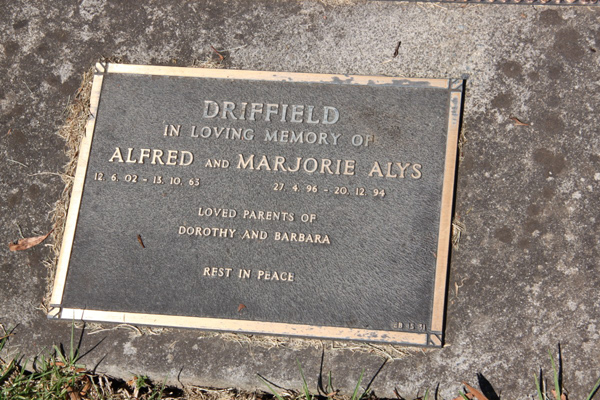 DRIFFIELD
IN LOVING MEMORY OF
ALFRED AND MARJORIE ALYS
12. 6. 02 - 13. 10. 63 27. 4. 96 - 20. 12. 94
LOVED PARENTS OF
DOROTHY AND BARBARA
REST IN PEACE